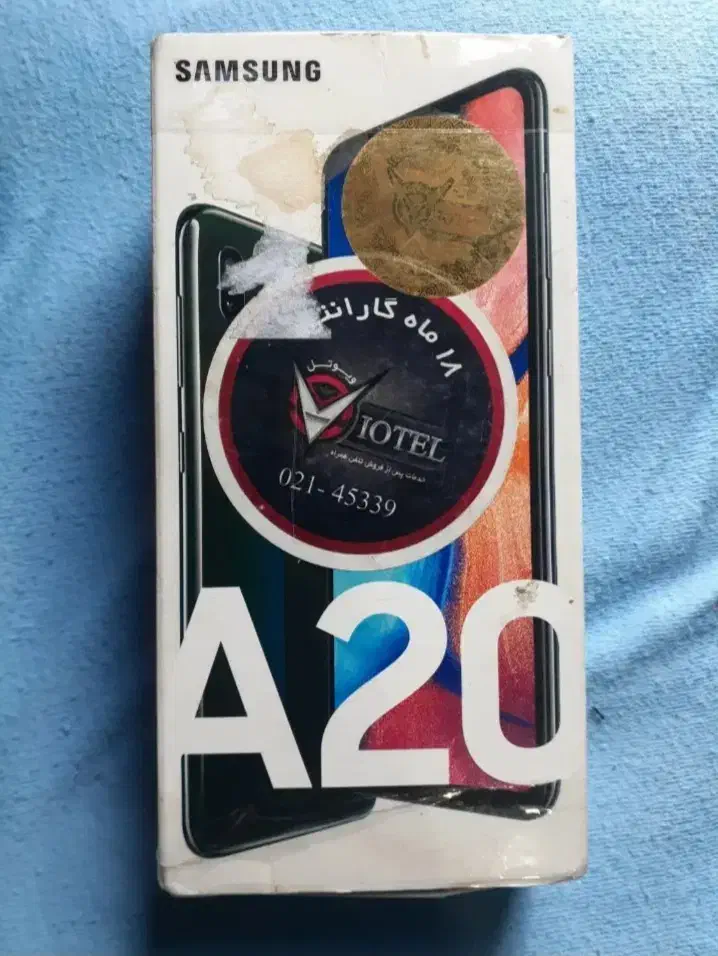 SAMSUNG
۱۸ ماه گارانتی
ویوتل
VIOTEL
خدمات پس از فروش تلفن همراه
021- 45339
A20